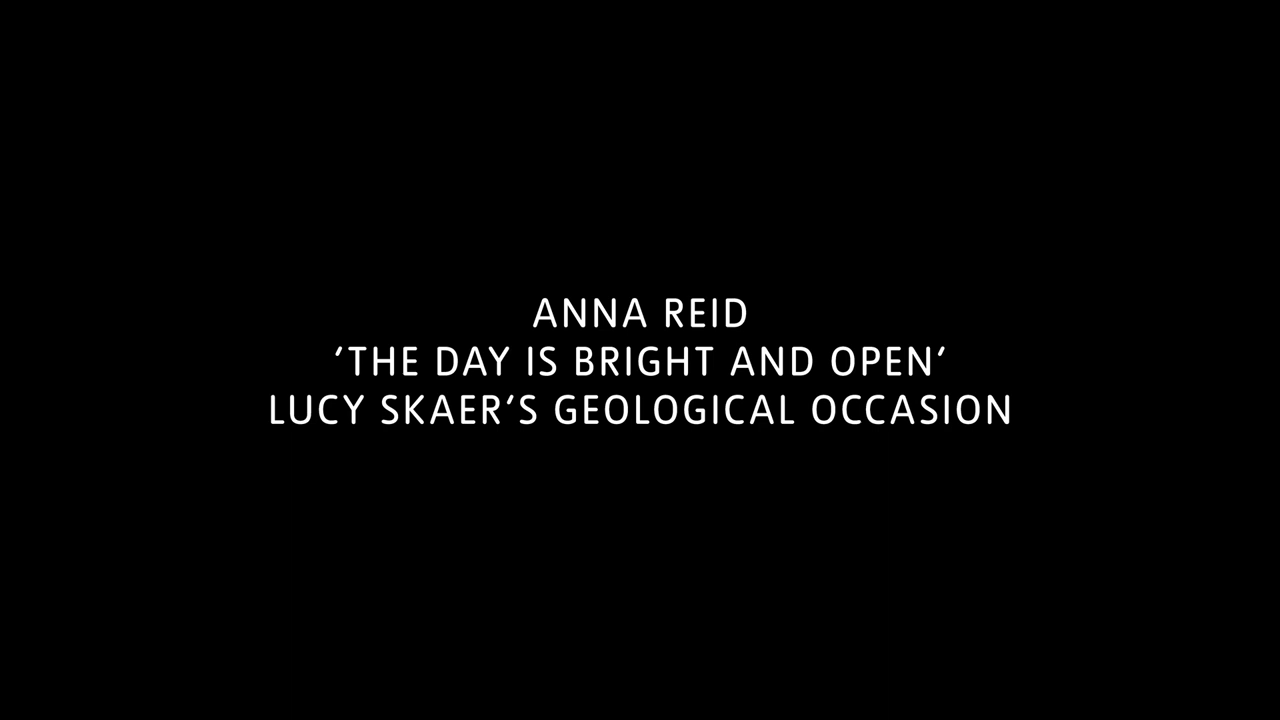 ANNA REID
‘THE DAY IS BRIGHT AND OPEN‘
LUCY SKAER‘S GEOLOGICAL OCCASION